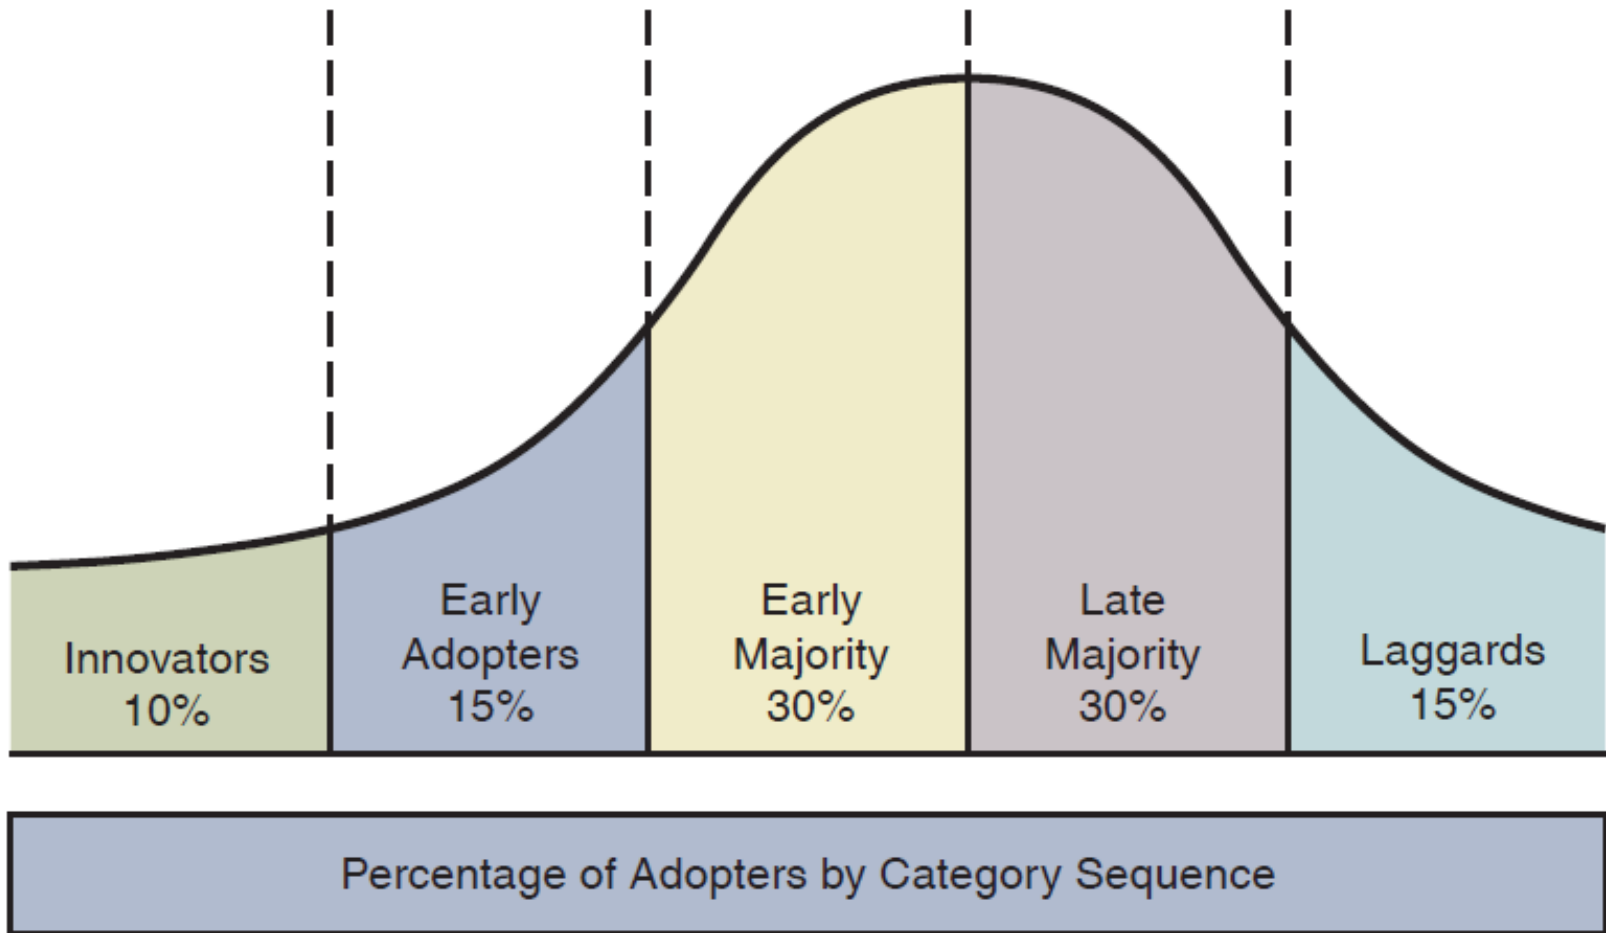 Innovators
10%
Early
Adopters
15%
Early
Majority
30%
Late
Majority
30%
Laggards
15%
Percentage of Adopters by Category Sequence